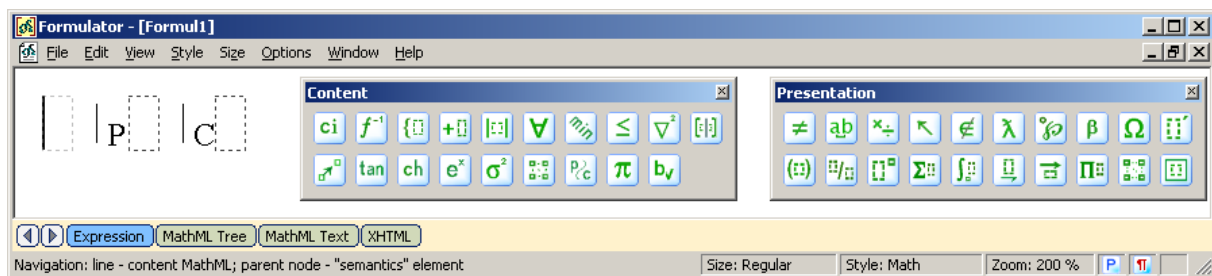 Formulator - [Formul1]
File Edit View Style Size Options Window Help
P C
Content
ci f⁻¹ { + ∀ ≤ ∇²
tan ch eˣ σ² P/c π b√
Presentation
≠ ab ×÷ ∉ λ ℘ β Ω
(::) Σ ∫ Π
Expression MathML Tree MathML Text XHTML
Navigation: line - content MathML; parent node - "semantics" element Size: Regular Style: Math Zoom: 200 % P ¶